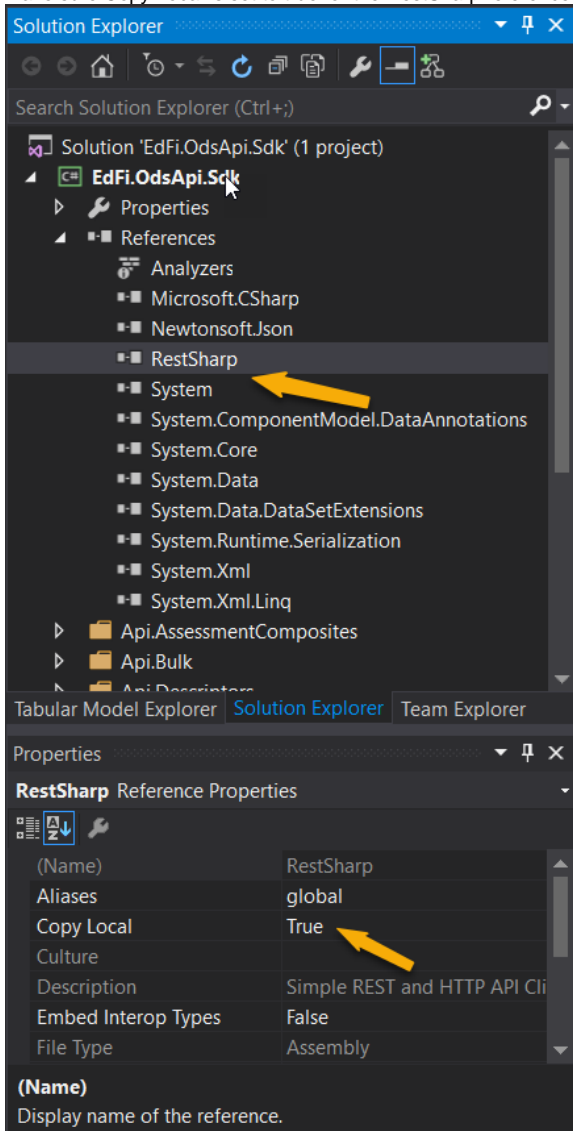 Solution Explorer
Search Solution Explorer (Ctrl+;)
Solution 'EdFi.OdsApi.Sdk' (1 project)
C# EdFi.OdsApi.Sdk
Properties
References
Analyzers
Microsoft.CSharp
Newtonsoft.Json
RestSharp
System
System.ComponentModel.DataAnnotations
System.Core
System.Data
System.Data.DataSetExtensions
System.Runtime.Serialization
System.Xml
System.Xml.Linq
Api.AssessmentComposites
Api.Bulk
Api.Descriptors
Tabular Model Explorer Solution Explorer Team Explorer
Properties
RestSharp Reference Properties
(Name) RestSharp
Aliases global
Copy Local True
Culture
Description Simple REST and HTTP API Cli
Embed Interop Types False
File Type Assembly
(Name)
Display name of the reference.